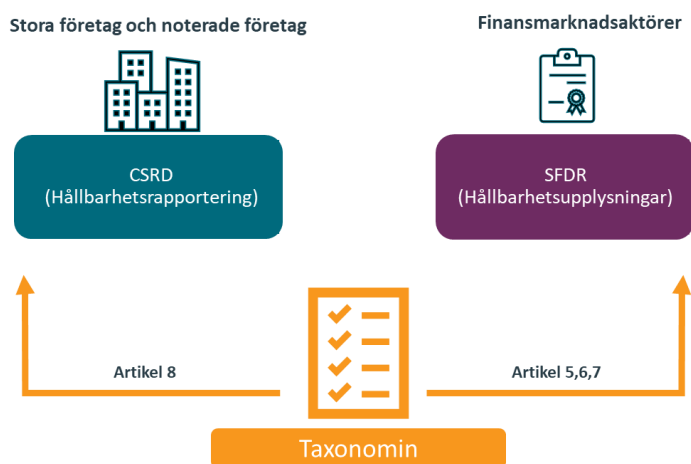 Stora företag och noterade företag
Finansmarknadsaktörer
CSRD
(Hållbarhetsrapportering)
SFDR
(Hållbarhetsupplysningar)
Artikel 8
Artikel 5,6,7
Taxonomin